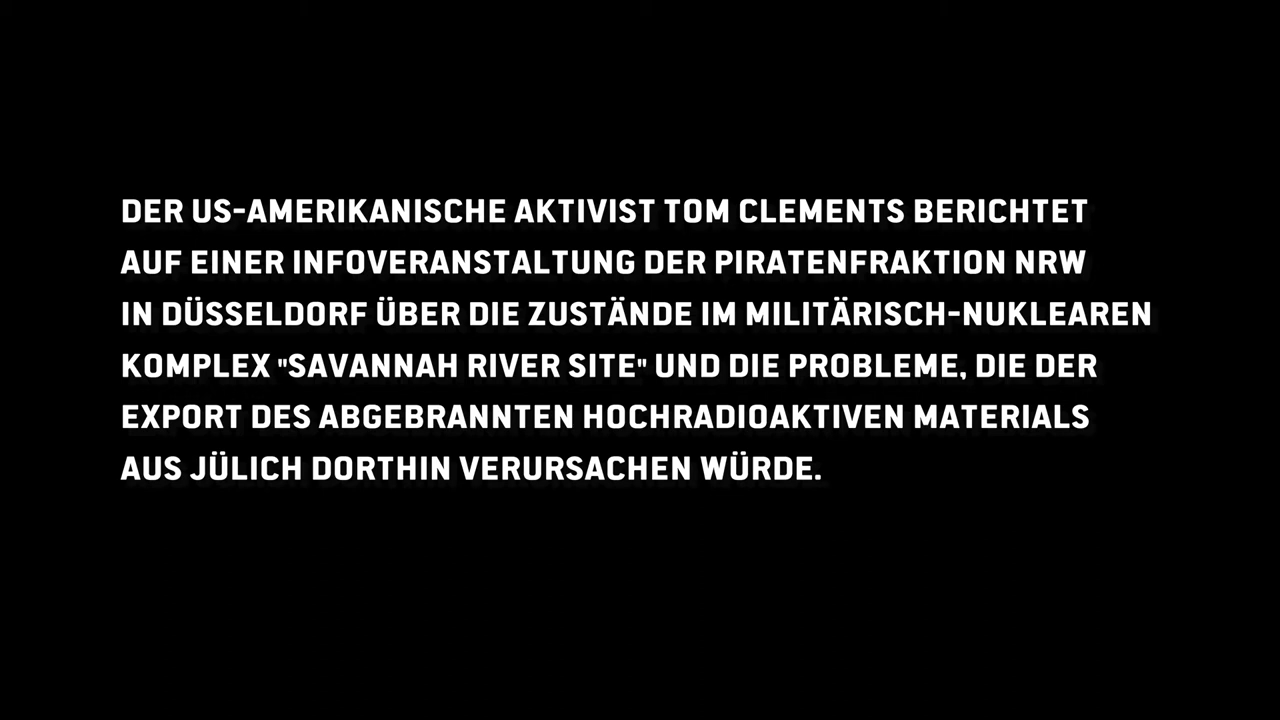 DER US-AMERIKANISCHE AKTIVIST TOM CLEMENTS BERICHTET
AUF EINER INFOVERANSTALTUNG DER PIRATENFRAKTION NRW
IN DÜSSELDORF ÜBER DIE ZUSTÄNDE IM MILITÄRISCH-NUKLEAREN
KOMPLEX "SAVANNAH RIVER SITE" UND DIE PROBLEME, DIE DER
EXPORT DES ABGEBRANNTEN HOCHRADIOAKTIVEN MATERIALS
AUS JÜLICH DORTHIN VERURSACHEN WÜRDE.